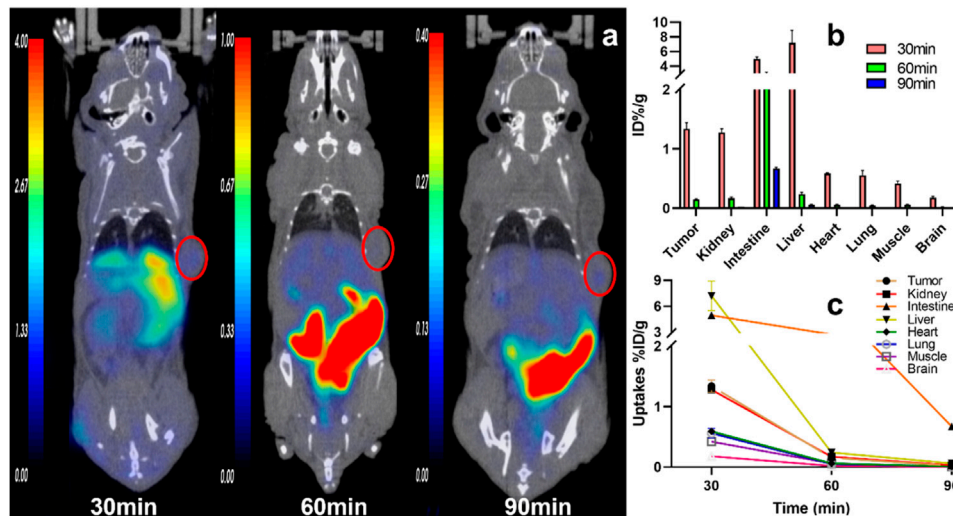 a
4.00
2.67
1.33
0.00
30min
1.00
0.67
0.33
0.00
60min
0.40
0.27
0.13
0.00
90min
b
ID%/g
10
8
6
4
2
1
0
30min
60min
90min
Tumor
Kidney
Intestine
Liver
Heart
Lung
Muscle
Brain
c
Uptakes %ID/g
9
6
3
2
1
0
Tumor
Kidney
Intestine
Liver
Heart
Lung
Muscle
Brain
30
60
90
Time (min)